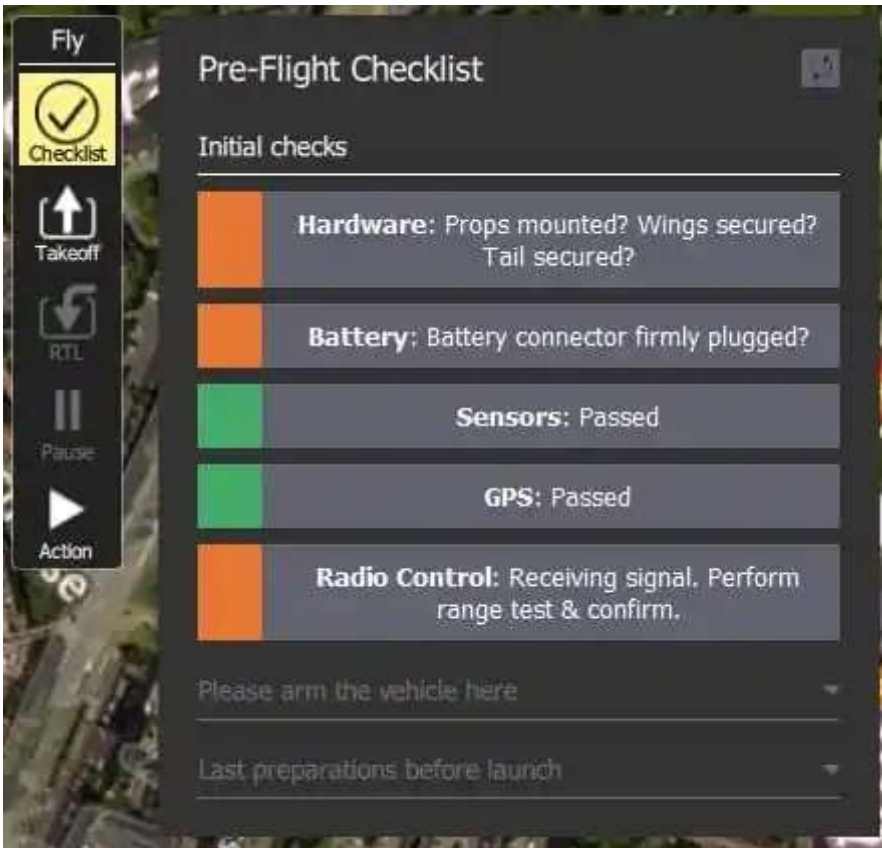 Fly
Checklist
Takeoff
RTL
Pause
Action
Pre-Flight Checklist
Initial checks
Hardware: Props mounted? Wings secured?
Tail secured?
Battery: Battery connector firmly plugged?
Sensors: Passed
GPS: Passed
Radio Control: Receiving signal. Perform
range test & confirm.
Please arm the vehicle here
Last preparations before launch